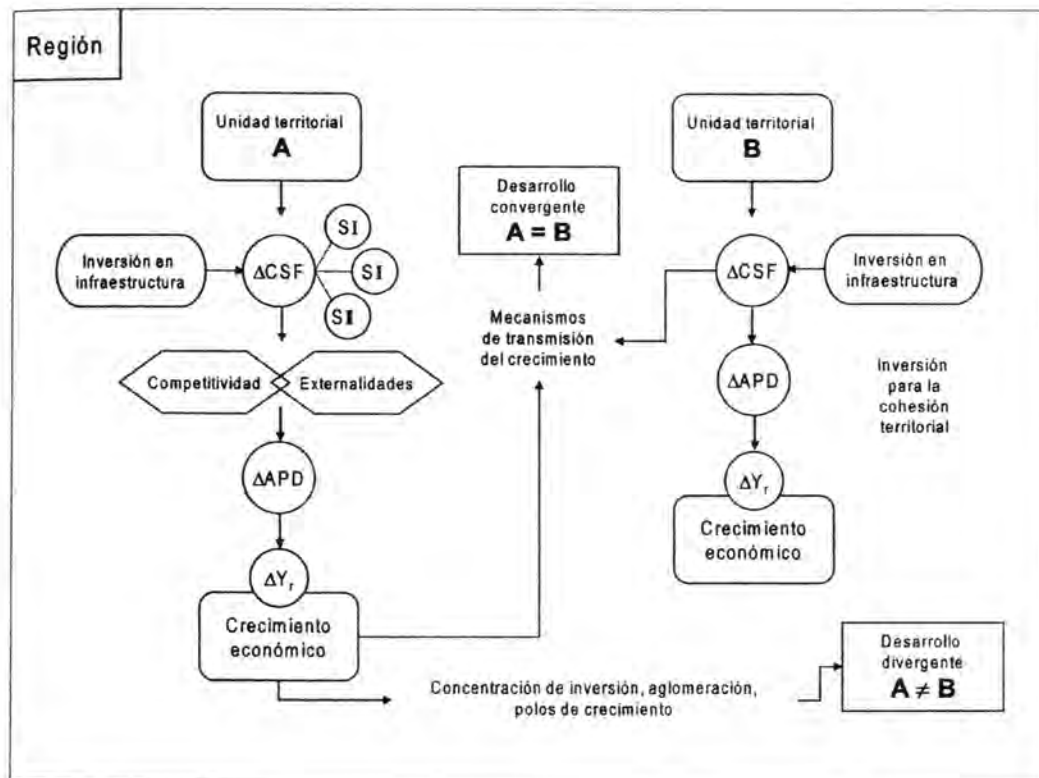 Región
Unidad territorial
A
Inversión en
infraestructura
ΔCSF
SI
SI
SI
Competitividad
Externalidades
ΔAPD
ΔYr
Crecimiento
económico
Desarrollo
convergente
A = B
Mecanismos
de transmisión
del crecimiento
Unidad territorial
B
ΔCSF
Inversión en
infraestructura
ΔAPD
Inversión
para la
cohesión
territorial
ΔYr
Crecimiento
económico
Concentración de inversión, aglomeración,
polos de crecimiento
Desarrollo
divergente
A ≠ B